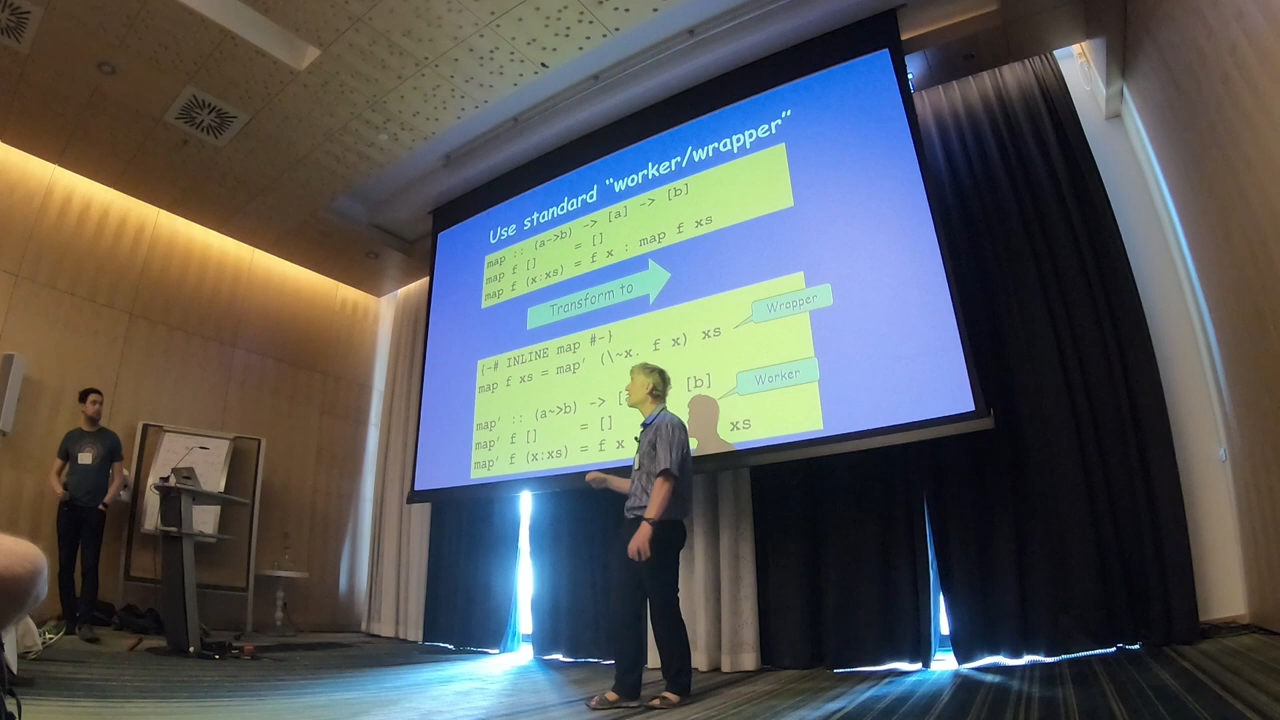 Use standard "worker/wrapper"
map :: (a->b) -> [a] -> [b]
map f [] = []
map f (x:xs) = f x : map f xs
Transform to
{-# INLINE map #-}
map f xs = map' (\~x. f x) xs
Wrapper
Worker
map' :: (a~>b) -> [ [b]
map' f [] = []
map' f (x:xs) = f x xs